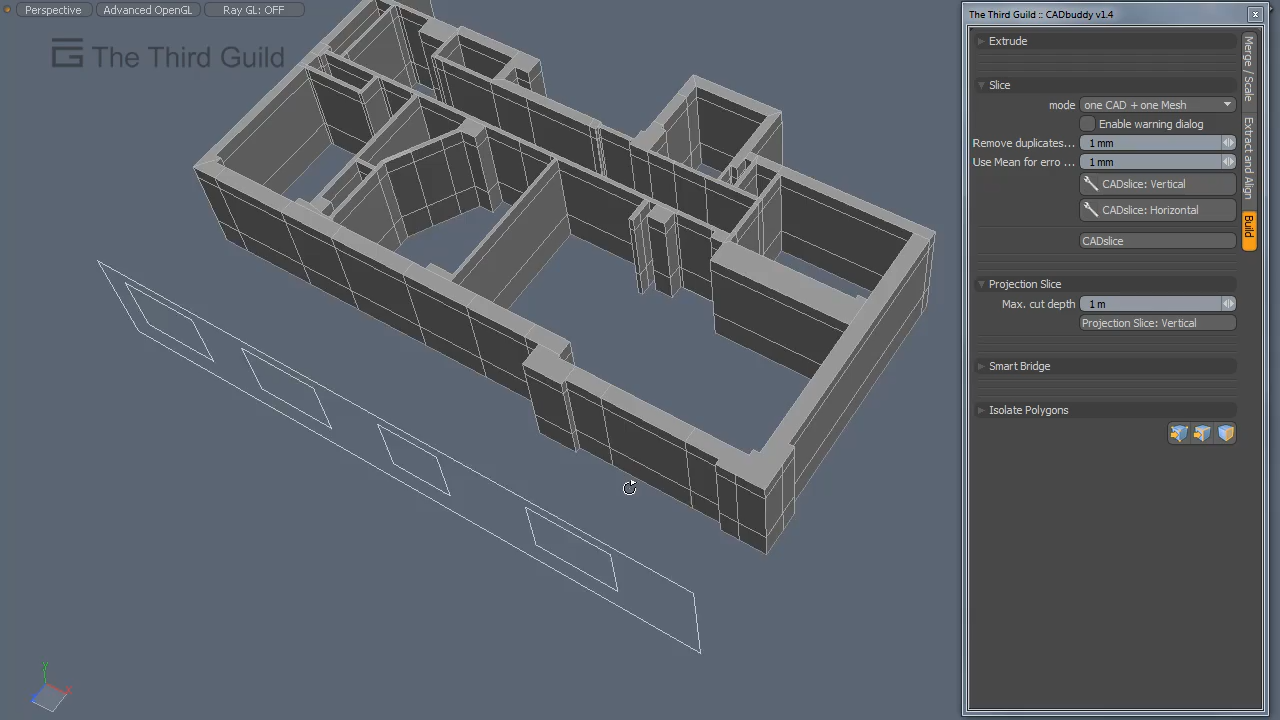 Perspective
Advanced OpenGL
Ray GL: OFF
The Third Guild
The Third Guild :: CADbuddy v1.4
x
Extrude
Slice
mode
one CAD + one Mesh
Enable warning dialog
Remove duplicates...
1 mm
Use Mean for erro ...
1 mm
CADslice: Vertical
CADslice: Horizontal
CADslice
Projection Slice
Max. cut depth
1 m
Projection Slice: Vertical
Smart Bridge
Isolate Polygons
Merge / Scale
Extract and Align
Build
Y
X